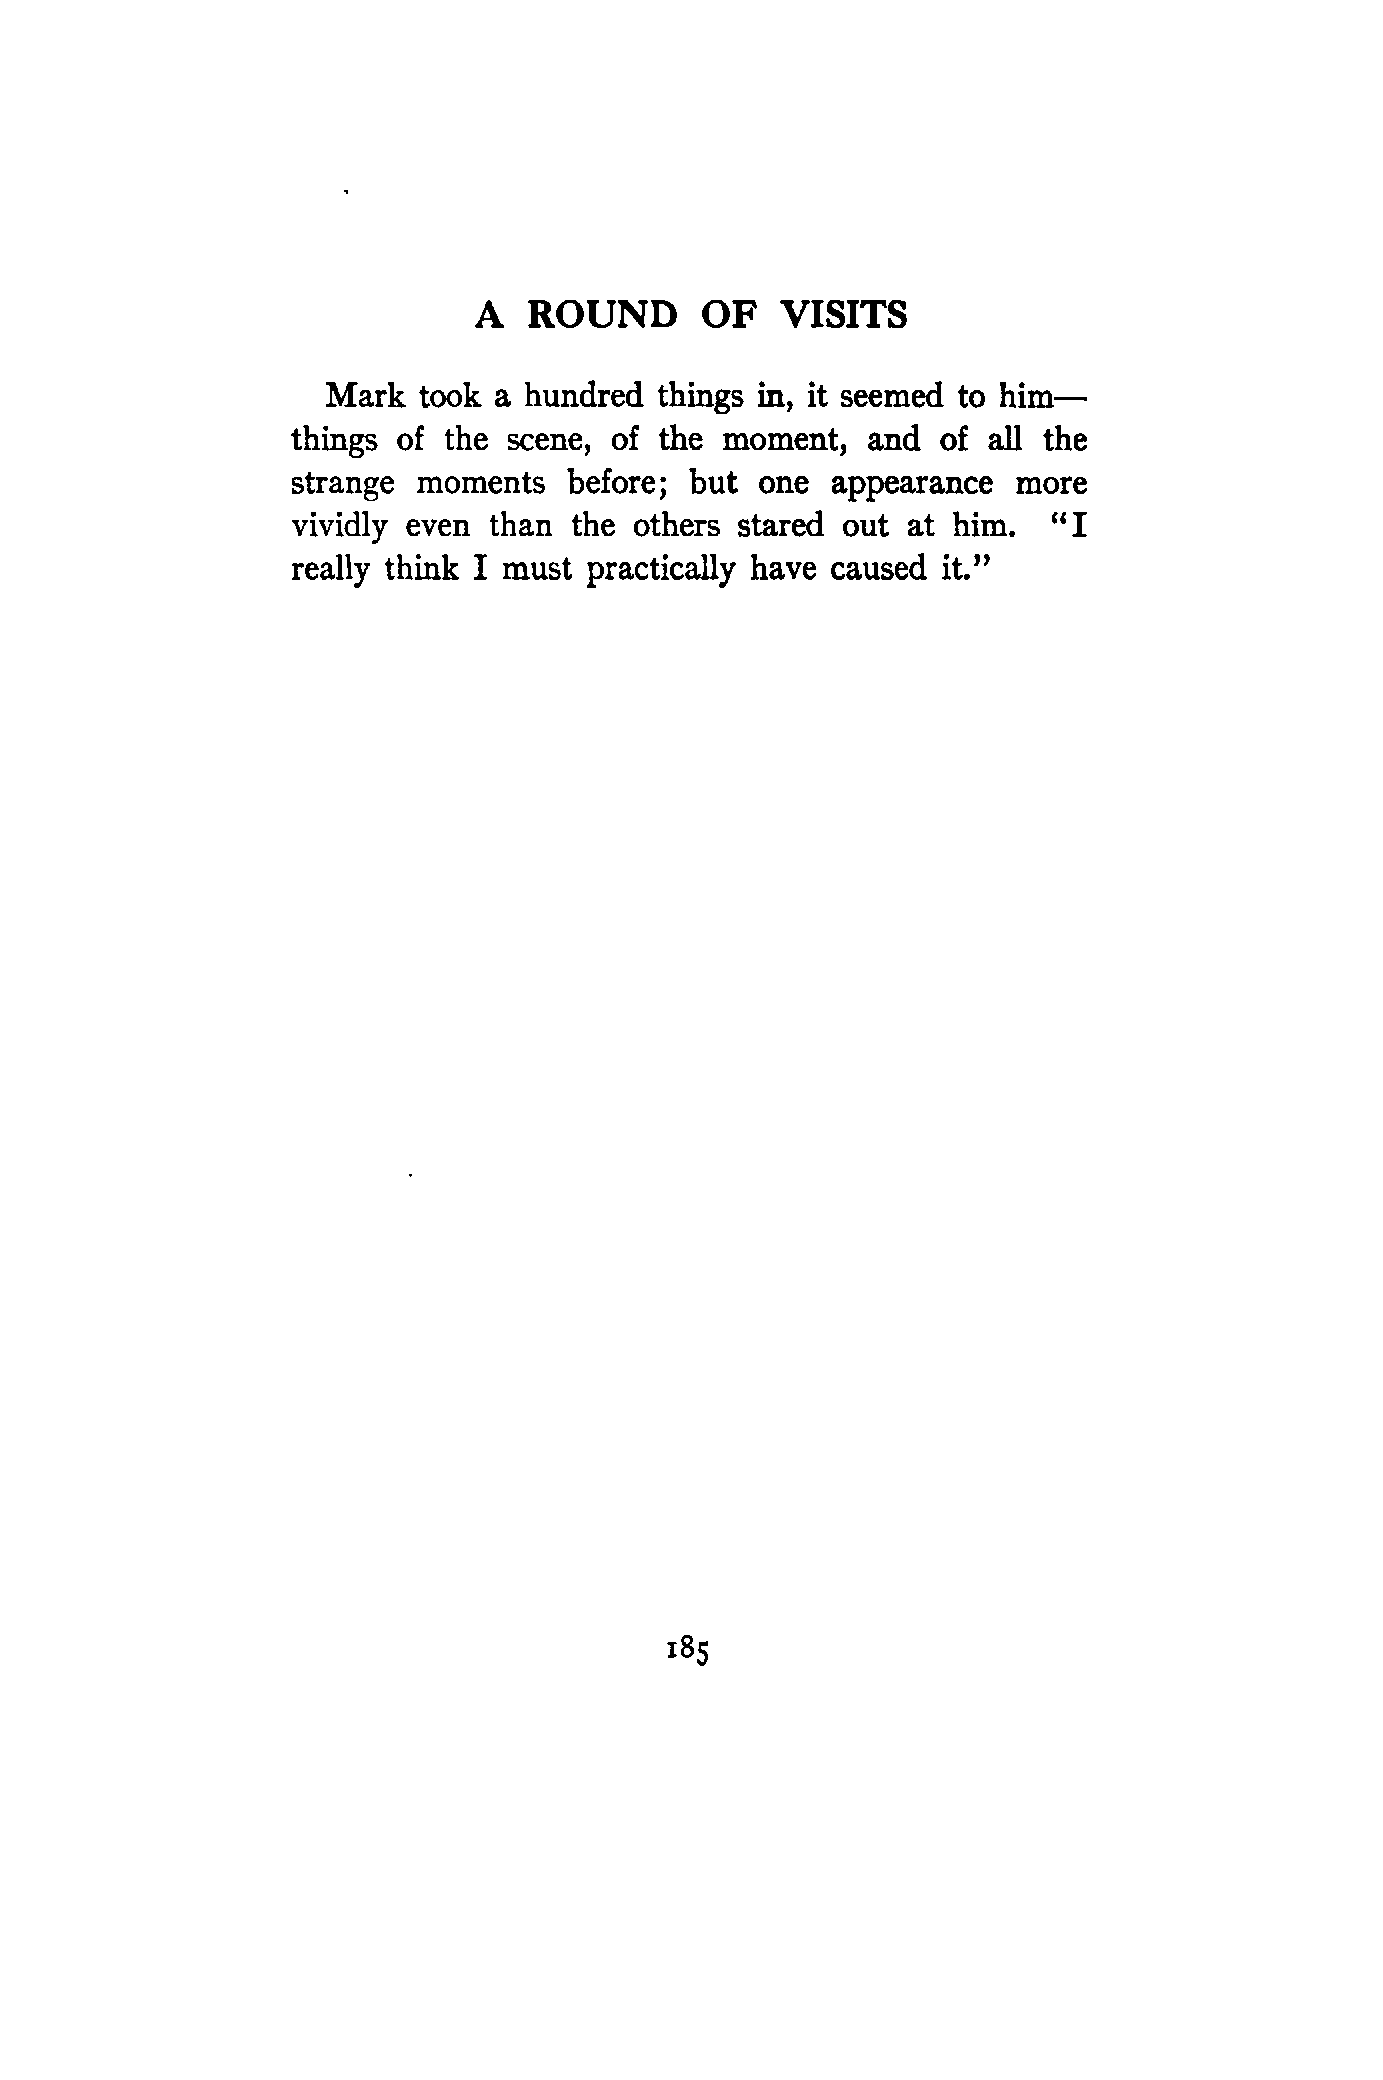 A ROUND OF VISITS
Mark took a hundred things in, it seemed to him—
things of the scene, of the moment, and of all the
strange moments before; but one appearance more
vividly even than the others stared out at him. "I
really think I must practically have caused it."
185